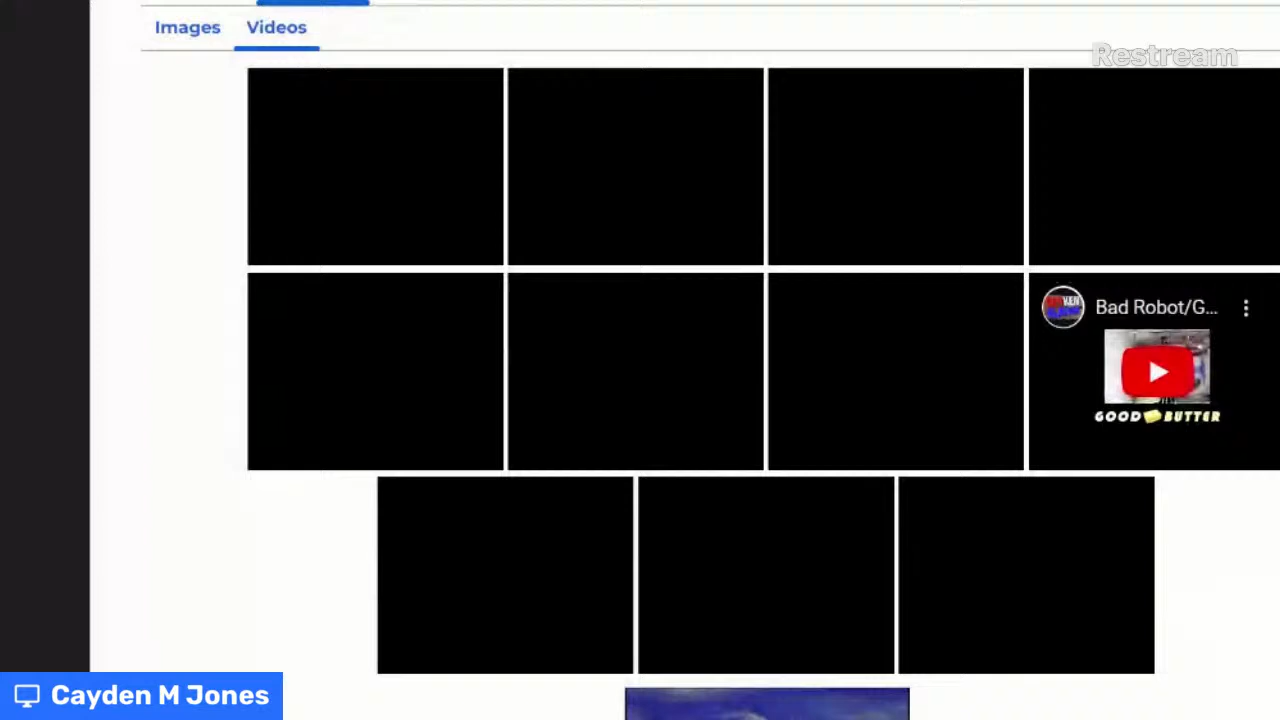 Images Videos
Restream
Bad Robot/G...
GOOD BUTTER
Cayden M Jones